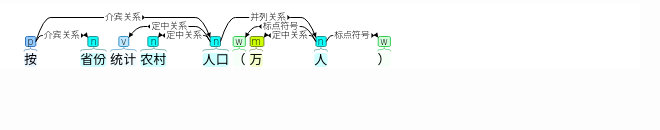 介宾关系 并列关系
定中关系 标点符号
介宾关系 定中关系 定中关系 标点符号
p n v n n w m n w
按 省份 统计 农村 人口 ( 万 人 )